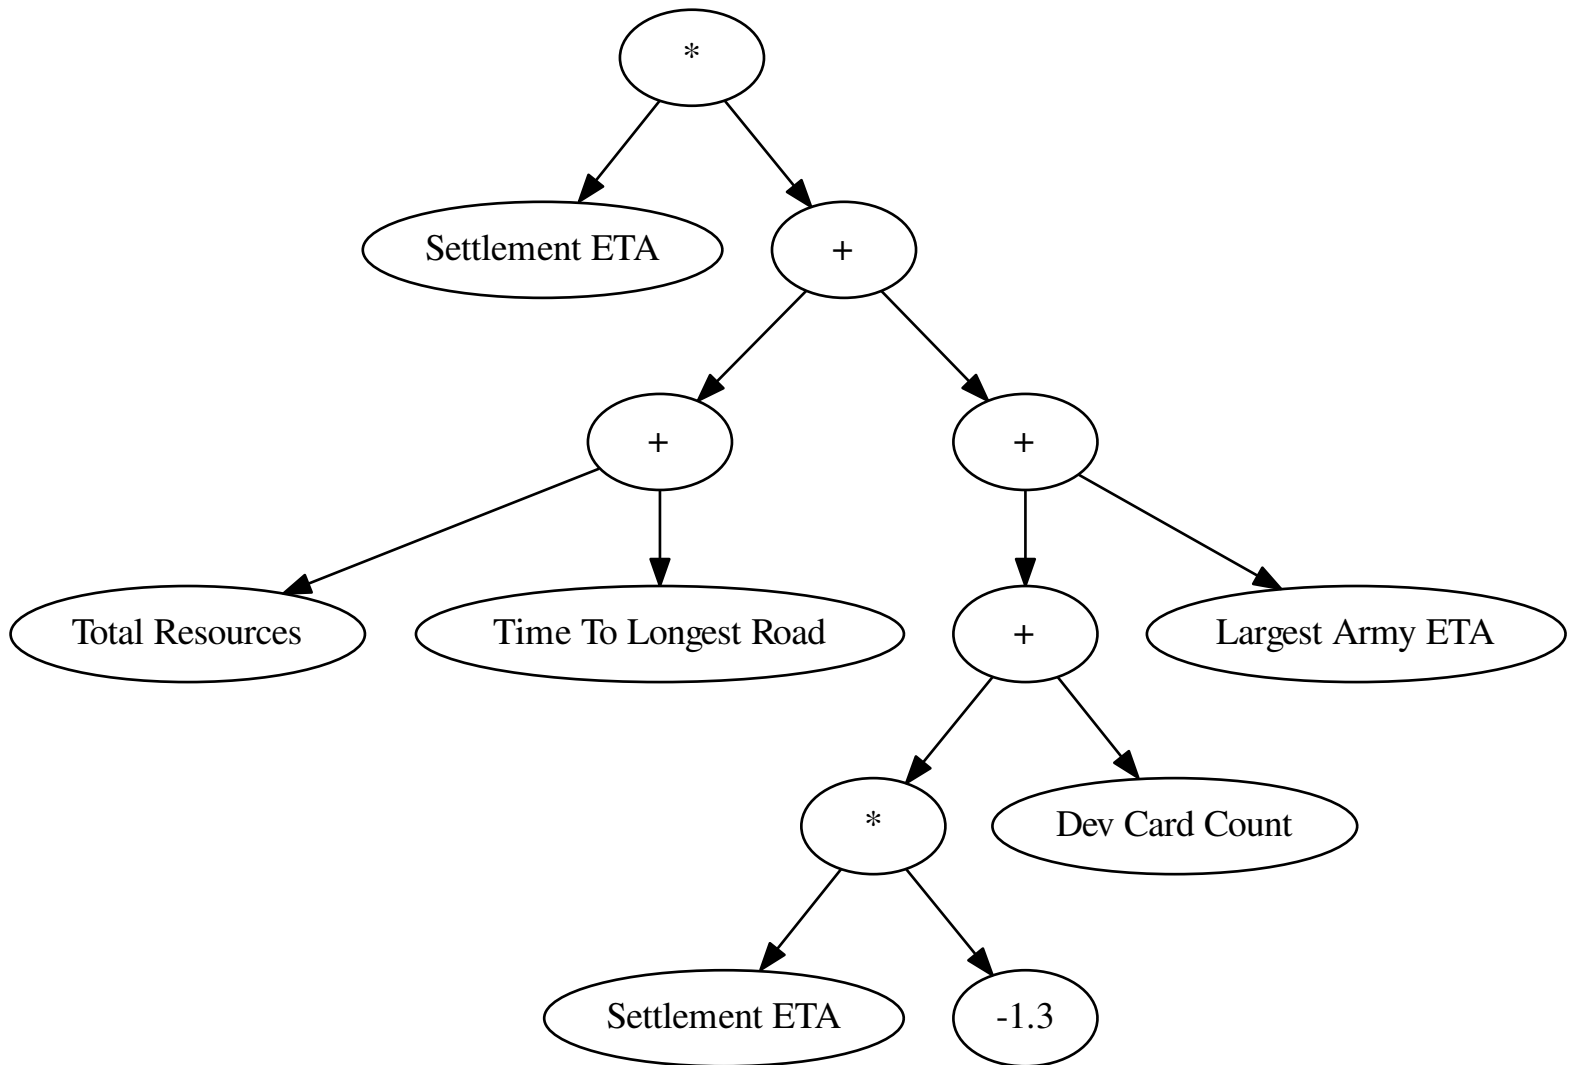 *
Settlement ETA
+
+
+
Total Resources
Time To Longest Road
+
Largest Army ETA
*
Dev Card Count
Settlement ETA
-1.3